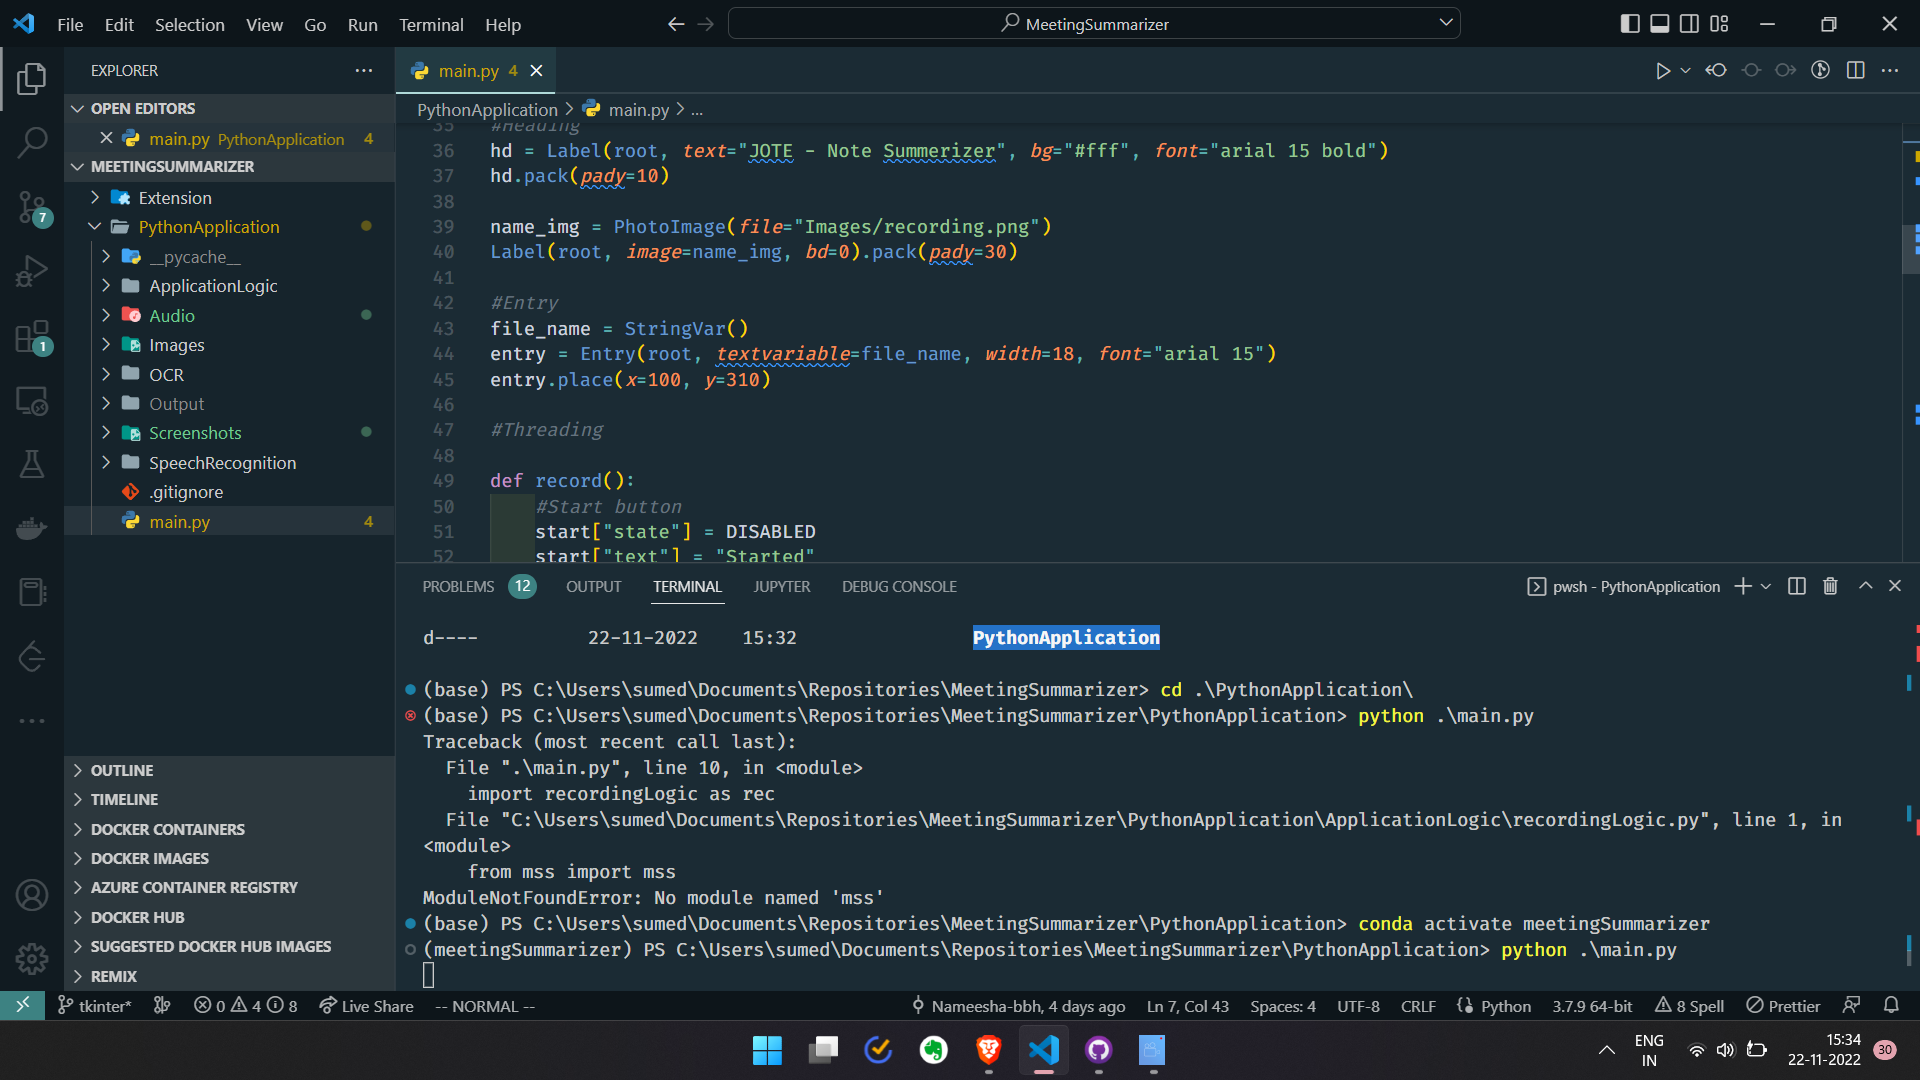 File Edit Selection View Go Run Terminal Help
MeetingSummarizer
EXPLORER
OPEN EDITORS
main.py PythonApplication 4
MEETINGSUMMARIZER
Extension
PythonApplication
__pycache__
ApplicationLogic
Audio
Images
OCR
Output
Screenshots
SpeechRecognition
.gitignore
main.py 4
OUTLINE
TIMELINE
DOCKER CONTAINERS
DOCKER IMAGES
AZURE CONTAINER REGISTRY
DOCKER HUB
SUGGESTED DOCKER HUB IMAGES
REMIX
7
1
main.py 4
PythonApplication > main.py > ...
35 #Heading
36 hd = Label(root, text="JOTE - Note Summerizer", bg="#fff", font="arial 15 bold")
37 hd.pack(pady=10)
38
39 name_img = PhotoImage(file="Images/recording.png")
40 Label(root, image=name_img, bd=0).pack(pady=30)
41
42 #Entry
43 file_name = StringVar()
44 entry = Entry(root, textvariable=file_name, width=18, font="arial 15")
45 entry.place(x=100, y=310)
46
47 #Threading
48
49 def record():
50 #Start button
51 start["state"] = DISABLED
52 start["text"] = "Started"
PROBLEMS 12 OUTPUT TERMINAL JUPYTER DEBUG CONSOLE
pwsh - PythonApplication
d---- 22-11-2022 15:32 PythonApplication
(base) PS C:\Users\sumed\Documents\Repositories\MeetingSummarizer> cd .\PythonApplication\
(base) PS C:\Users\sumed\Documents\Repositories\MeetingSummarizer\PythonApplication> python .\main.py
Traceback (most recent call last):
File ".\main.py", line 10, in <module>
import recordingLogic as rec
File "C:\Users\sumed\Documents\Repositories\MeetingSummarizer\PythonApplication\ApplicationLogic\recordingLogic.py", line 1, in
<module>
from mss import mss
ModuleNotFoundError: No module named 'mss'
(base) PS C:\Users\sumed\Documents\Repositories\MeetingSummarizer\PythonApplication> conda activate meetingSummarizer
(meetingSummarizer) PS C:\Users\sumed\Documents\Repositories\MeetingSummarizer\PythonApplication> python .\main.py
tkinter* 0 4 8 Live Share -- NORMAL -- Nameesha-bbh, 4 days ago Ln 7, Col 43 Spaces: 4 UTF-8 CRLF Python 3.7.9 64-bit 8 Spell Prettier
ENG
IN
15:34
22-11-2022
30